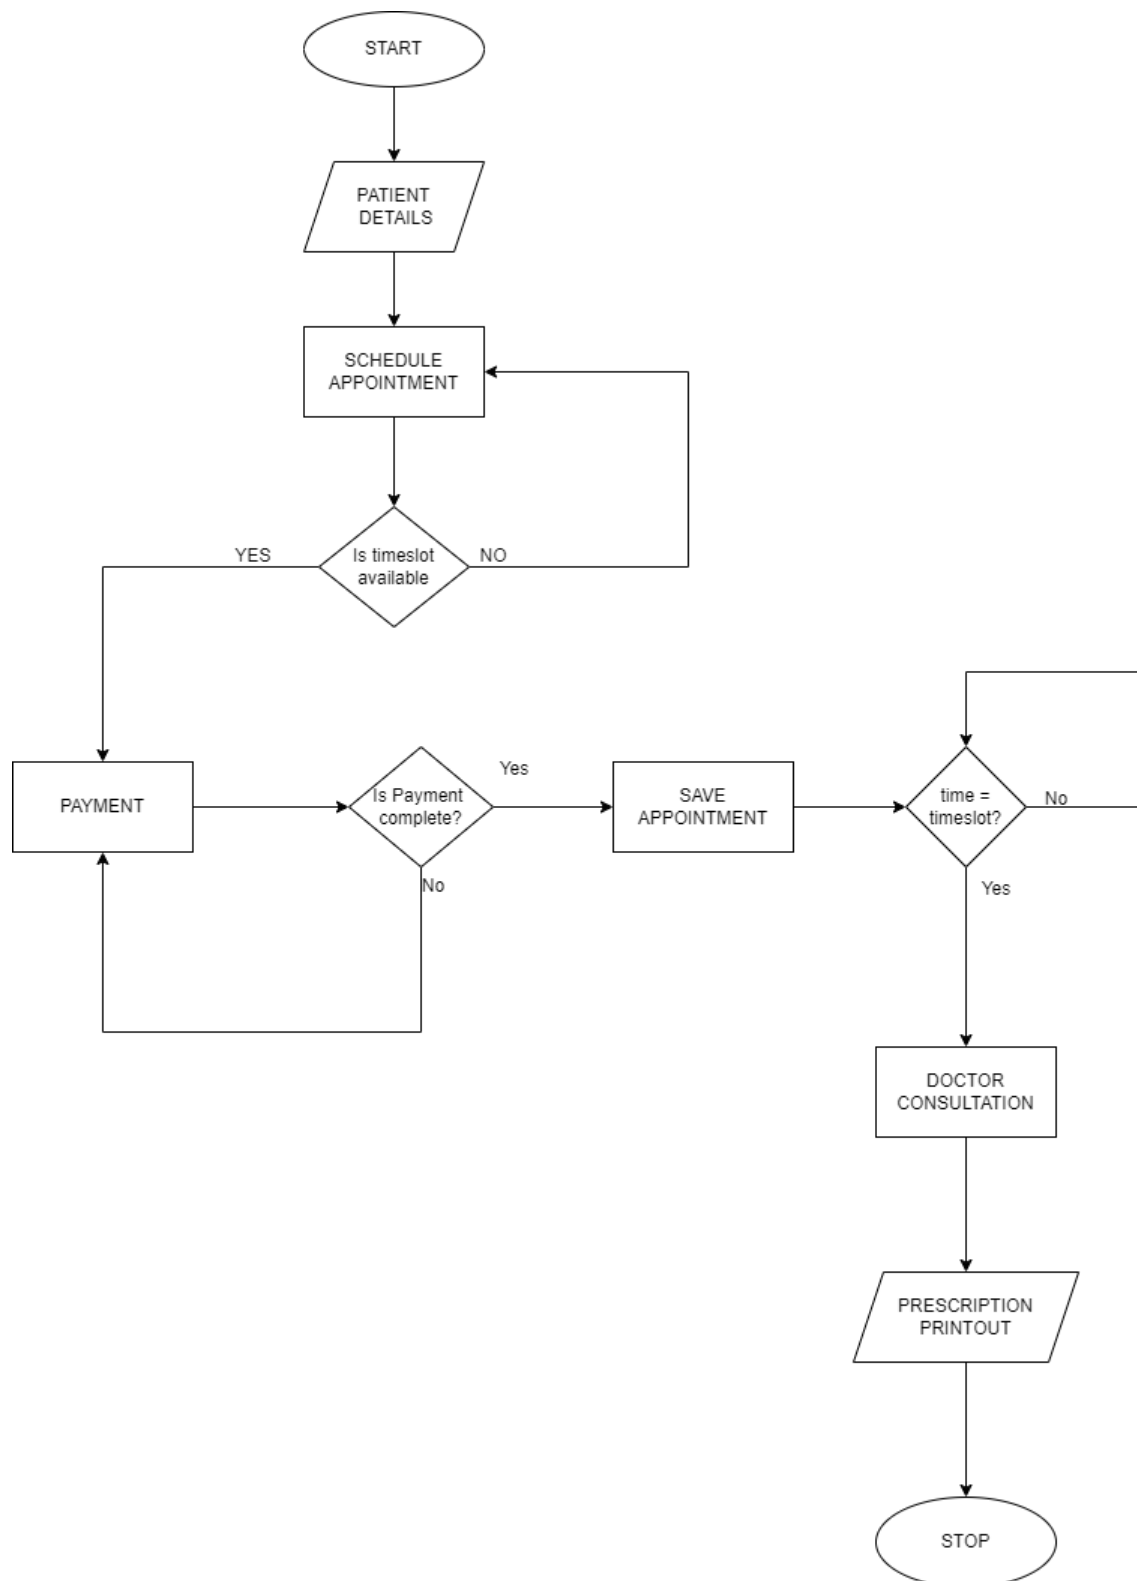 START
PATIENT
DETAILS
SCHEDULE
APPOINTMENT
YES
Is timeslot
available
NO
PAYMENT
Is Payment
complete?
Yes
No
SAVE
APPOINTMENT
time =
timeslot?
No
Yes
DOCTOR
CONSULTATION
PRESCRIPTION
PRINTOUT
STOP